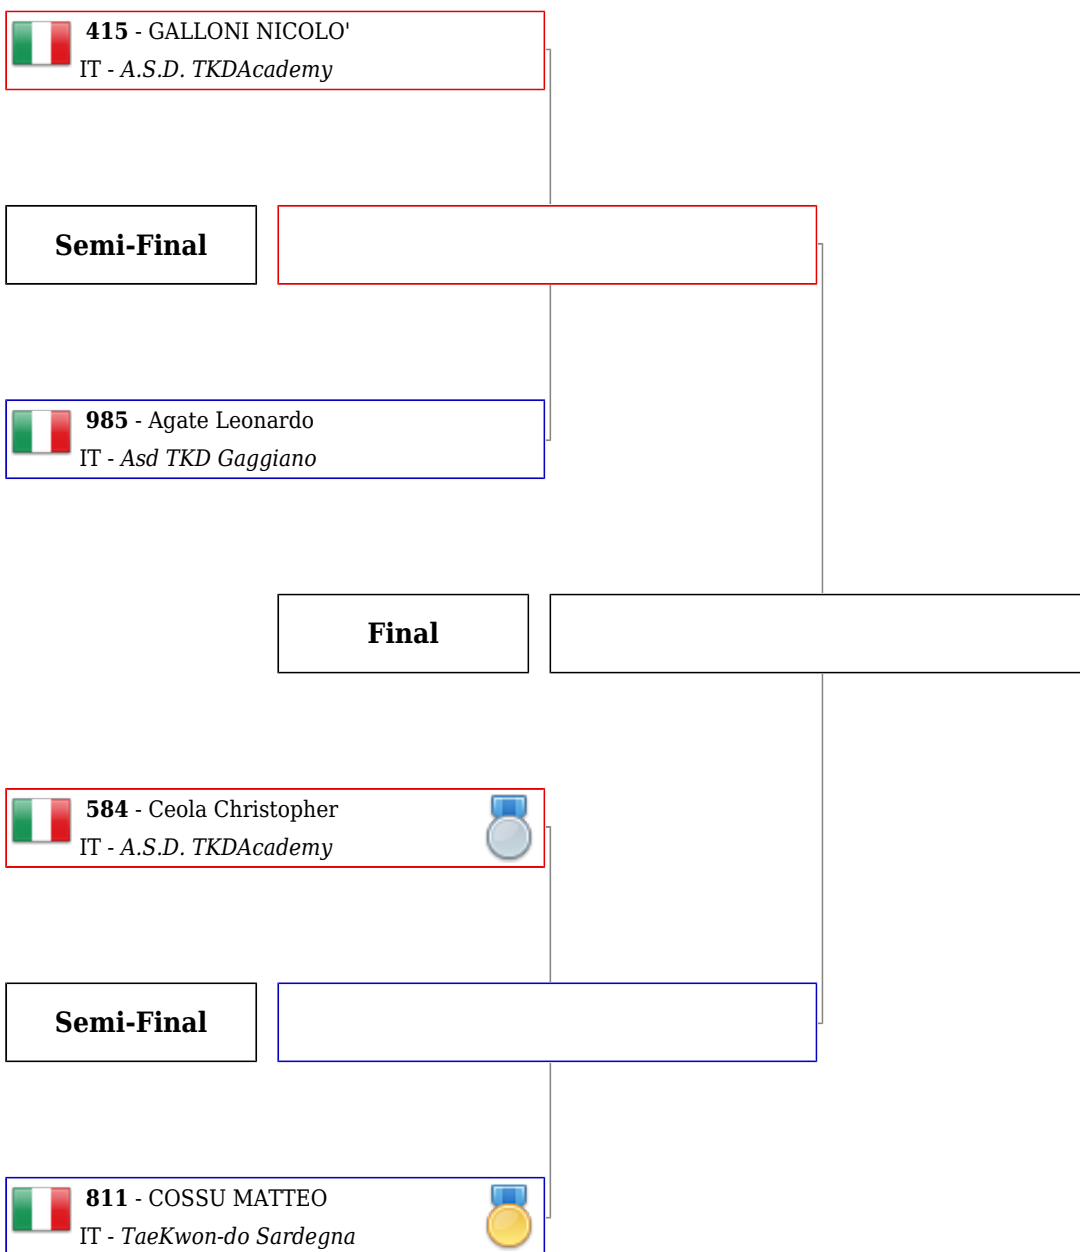 415 - GALLONI NICOLO'
IT - A.S.D. TKDAcademy
Semi-Final
985 - Agate Leonardo
IT - Asd TKD Gaggiano
Final
584 - Ceola Christopher
IT - A.S.D. TKDAcademy
Semi-Final
811 - COSSU MATTEO
IT - TaeKwon-do Sardegna